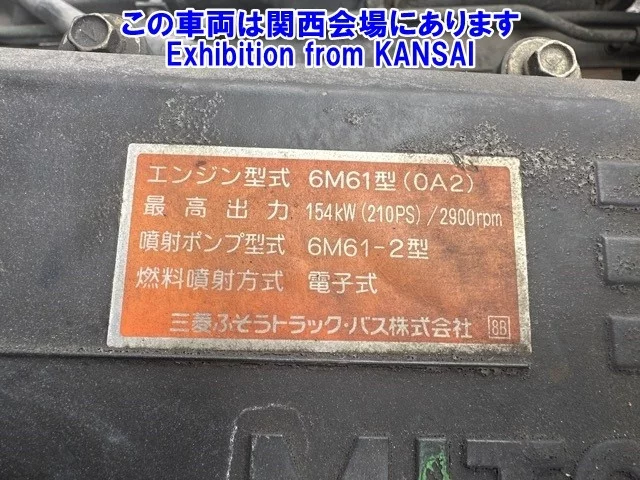 この車両は関西会場にあります
Exhibition from KANSAI
エンジン型式 6M61型(0A2)
最高出力 154kW(210PS)/2900rpm
噴射ポンプ型式 6M61-2型
燃料噴射方式 電子式
三菱ふそうトラック・バス株式会社 8B